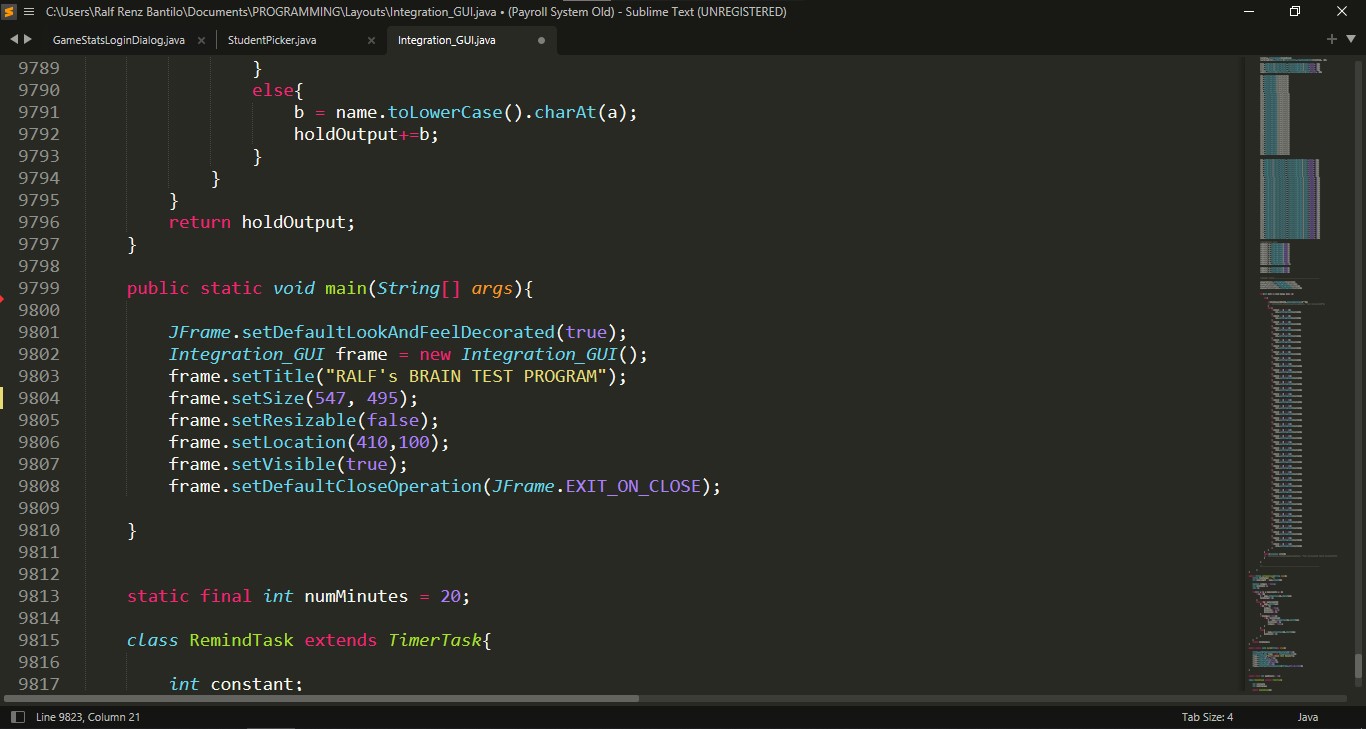 C:\Users\Ralf Renz Bantilo\Documents\PROGRAMMING\Layouts\Integration_GUI.java • (Payroll System Old) - Sublime Text (UNREGISTERED)
GameStatsLoginDialog.java StudentPicker.java Integration_GUI.java
9789 }
9790 else{
9791 b = name.toLowerCase().charAt(a);
9792 holdOutput+=b;
9793 }
9794 }
9795 }
9796 return holdOutput;
9797 }
9798
9799 public static void main(String[] args){
9800
9801 JFrame.setDefaultLookAndFeelDecorated(true);
9802 Integration_GUI frame = new Integration_GUI();
9803 frame.setTitle("RALF's BRAIN TEST PROGRAM");
9804 frame.setSize(547, 495);
9805 frame.setResizable(false);
9806 frame.setLocation(410,100);
9807 frame.setVisible(true);
9808 frame.setDefaultCloseOperation(JFrame.EXIT_ON_CLOSE);
9809
9810 }
9811
9812
9813 static final int numMinutes = 20;
9814
9815 class RemindTask extends TimerTask{
9816
9817 int constant;
Line 9823, Column 21 Tab Size: 4 Java